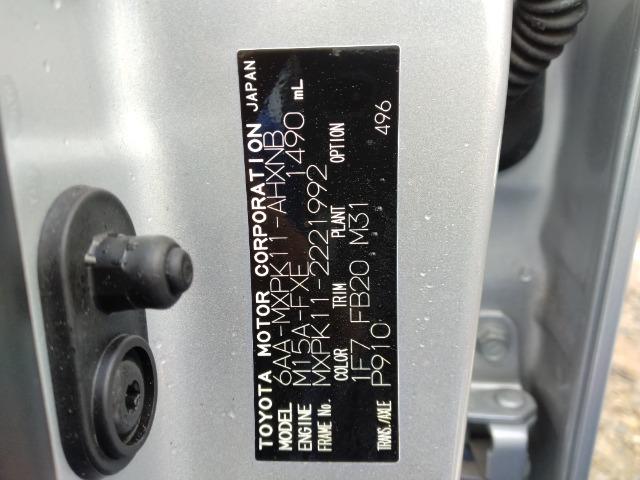 TOYOTA MOTOR CORPORATION JAPAN
MODEL 6AA-MXPK11-AHXNB
ENGINE M15A-FXE 1490 mL
FRAME No. MXPK11-2221992
COLOR TRIM PLANT OPTION
1F7 FB20 M31
TRANS./AXLE P910 496